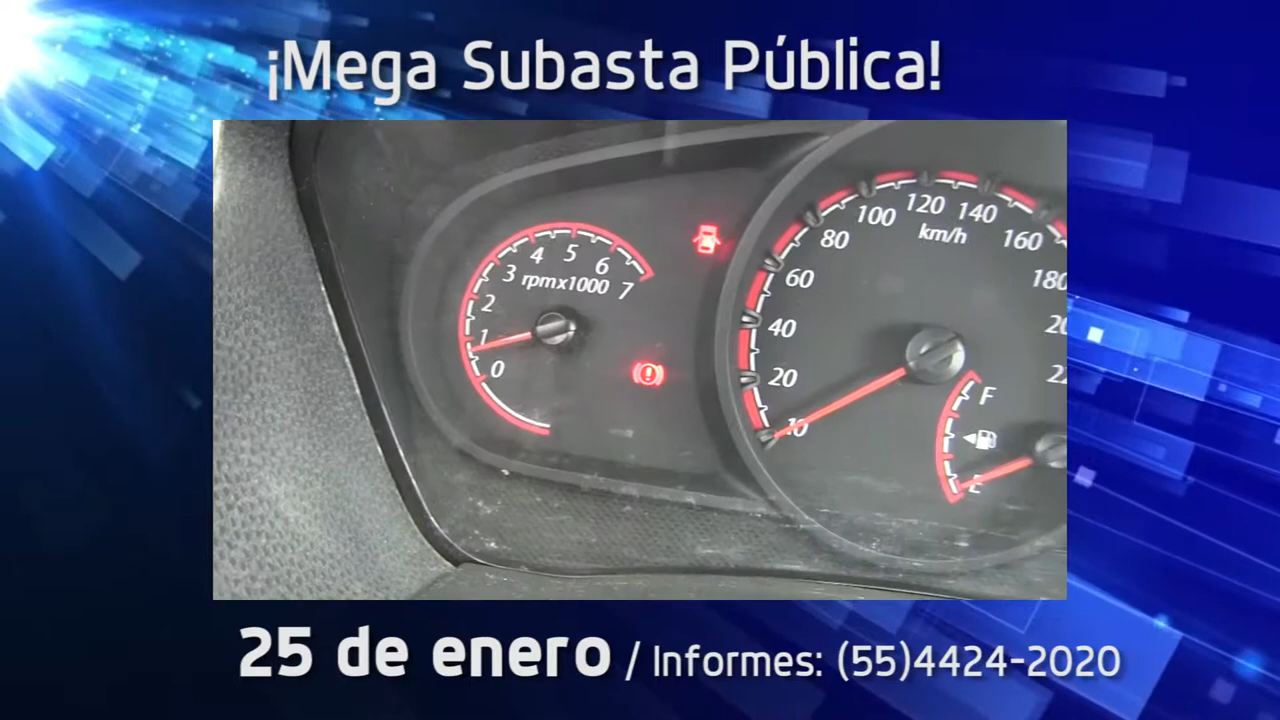 ¡Mega Subasta Pública!
0 1 2 3 4 5 6 7
rpmx1000
10 20 40 60 80 100 120 140 160 180
km/h
F
E
25 de enero / Informes: (55)4424-2020